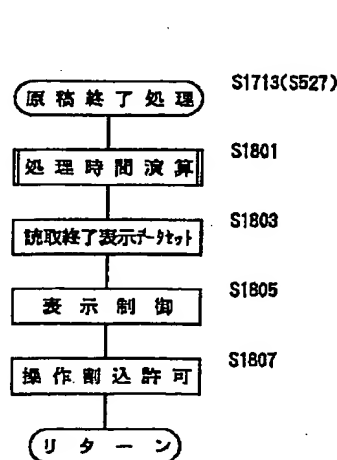 原稿終了処理 S1713(S527)
処理時間演算 S1801
読取終了表示データセット S1803
表示制御 S1805
操作割込許可 S1807
リターン